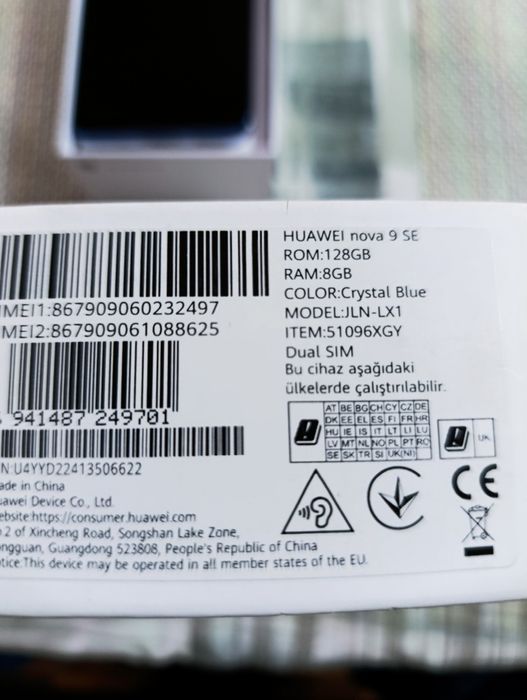 HUAWEI nova 9 SE
ROM:128GB
RAM:8GB
COLOR:Crystal Blue
MODEL:JLN-LX1
ITEM:51096XGY
Dual SIM
Bu cihaz aşağıdaki
ülkelerde çalıştırılabilir.
MEI1:867909060232497
MEI2:867909061088625
941487 249701
N:U4YYD22413506622
ade in China
uawei Device Co., Ltd.
ebsite:https://consumer.huawei.com
.2 of Xincheng Road, Songshan Lake Zone,
ngguan, Guangdong 523808, People's Republic of China
tice:This device may be operated in all member states of the EU.
AT BE BG CH CY CZ DE
DK EE EL ES FI FR HR
HU IE IS IT LT LI LU
LV MT NL NO PL PT RO
SE SK TR SI UK(NI)
UK
CE